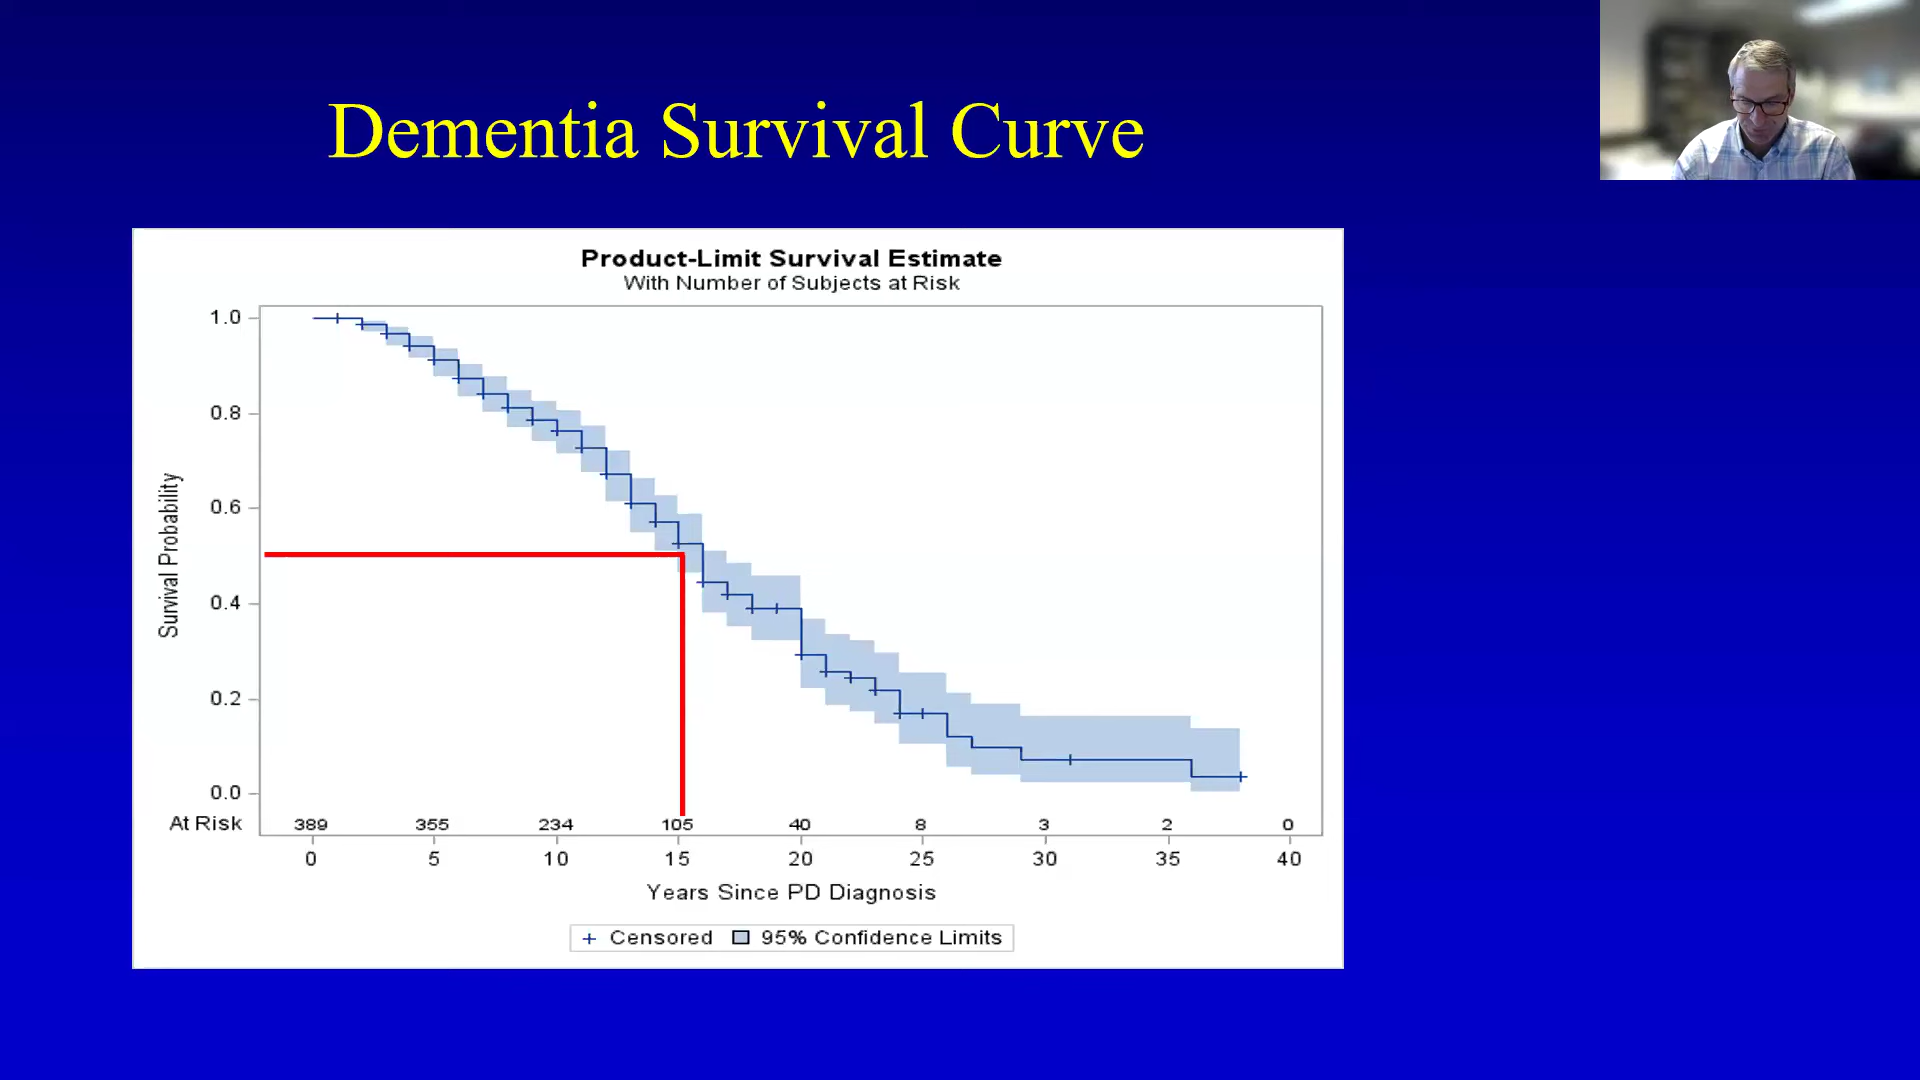 Dementia Survival Curve
Product-Limit Survival Estimate
With Number of Subjects at Risk
Survival Probability
1.0
0.8
0.6
0.4
0.2
0.0
At Risk 389 355 234 105 40 8 3 2 0
0 5 10 15 20 25 30 35 40
Years Since PD Diagnosis
+ Censored 95% Confidence Limits